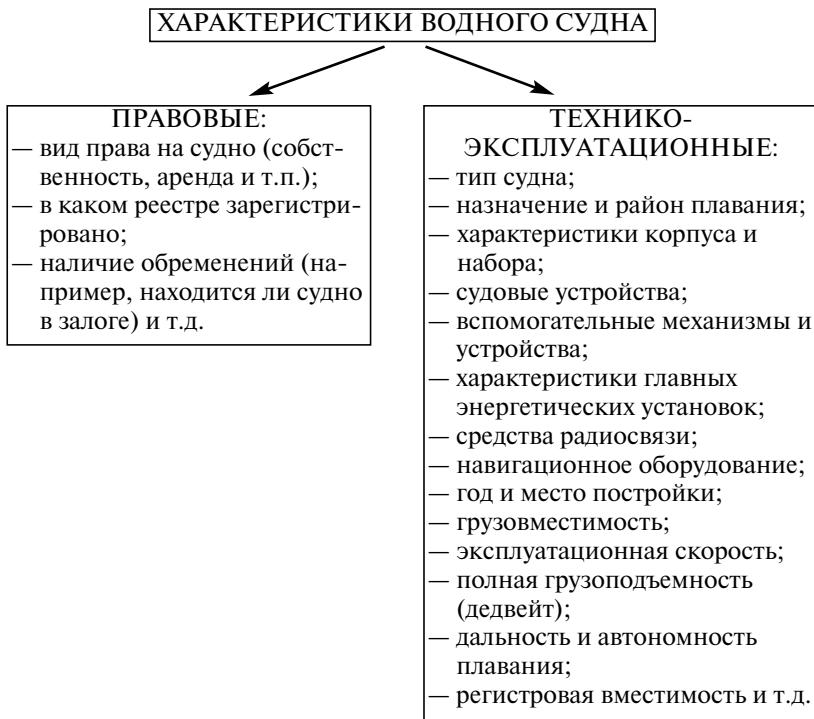 ХАРАКТЕРИСТИКИ ВОДНОГО СУДНА
ПРАВОВЫЕ:
— вид права на судно (собст-
венность, аренда и т.п.);
— в каком реестре зарегистри-
ровано;
— наличие обременений (на-
пример, находится ли судно
в залоге) и т.д.
ТЕХНИКО-
ЭКСПЛУАТАЦИОННЫЕ:
— тип судна;
— назначение и район плавания;
— характеристики корпуса и
набора;
— судовые устройства;
— вспомогательные механизмы и
устройства;
— характеристики главных
энергетических установок;
— средства радиосвязи;
— навигационное оборудование;
— год и место постройки;
— грузовместимость;
— эксплуатационная скорость;
— полная грузоподъемность
(дедвейт);
— дальность и автономность
плавания;
— регистровая вместимость и т.д.